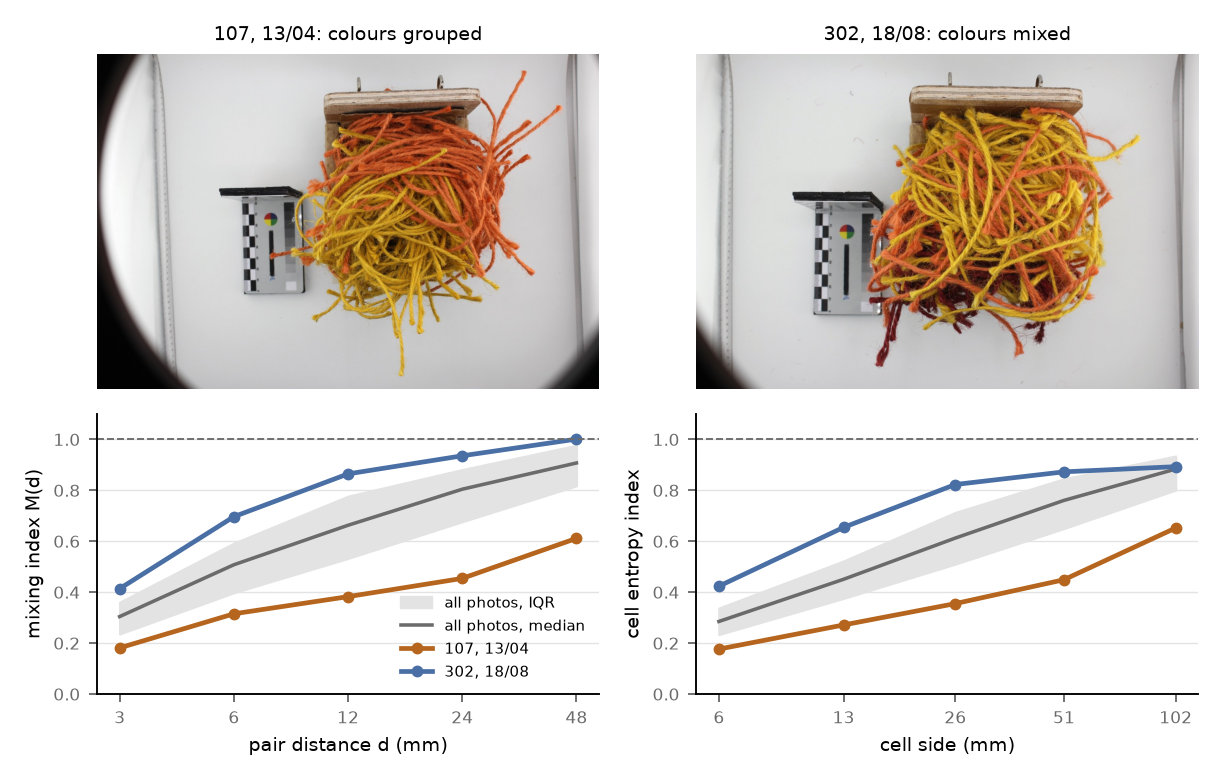 107, 13/04: colours grouped
302, 18/08: colours mixed
mixing index M(d)
1.0
0.8
0.6
0.4
0.2
0.0
all photos, IQR
all photos, median
107, 13/04
302, 18/08
3 6 12 24 48
pair distance d (mm)
cell entropy index
1.0
0.8
0.6
0.4
0.2
0.0
6 13 26 51 102
cell side (mm)